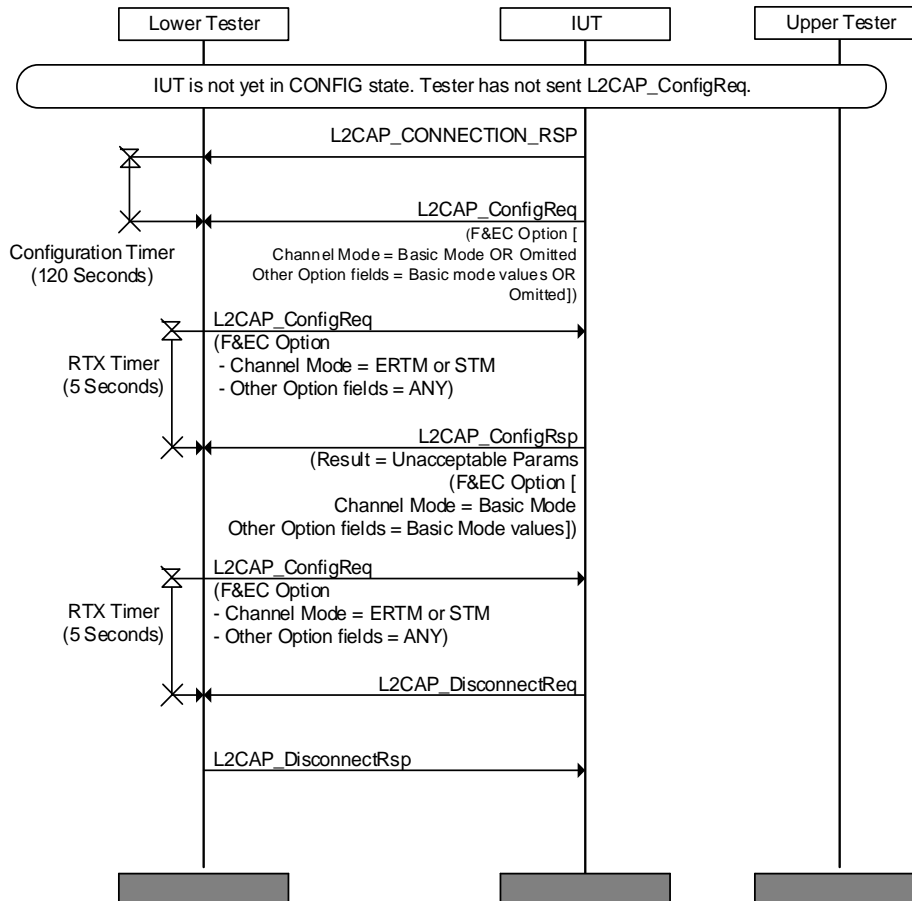 Lower Tester
IUT
Upper Tester
IUT is not yet in CONFIG state. Tester has not sent L2CAP_ConfigReq.
L2CAP_CONNECTION_RSP
L2CAP_ConfigReq
(F&EC Option [
Channel Mode = Basic Mode OR Omitted
Other Option fields = Basic mode values OR
Omitted])
Configuration Timer
(120 Seconds)
L2CAP_ConfigReq
(F&EC Option
- Channel Mode = ERTM or STM
- Other Option fields = ANY)
RTX Timer
(5 Seconds)
L2CAP_ConfigRsp
(Result = Unacceptable Params
(F&EC Option [
Channel Mode = Basic Mode
Other Option fields = Basic Mode values])
L2CAP_ConfigReq
(F&EC Option
- Channel Mode = ERTM or STM
- Other Option fields = ANY)
RTX Timer
(5 Seconds)
L2CAP_DisconnectReq
L2CAP_DisconnectRsp